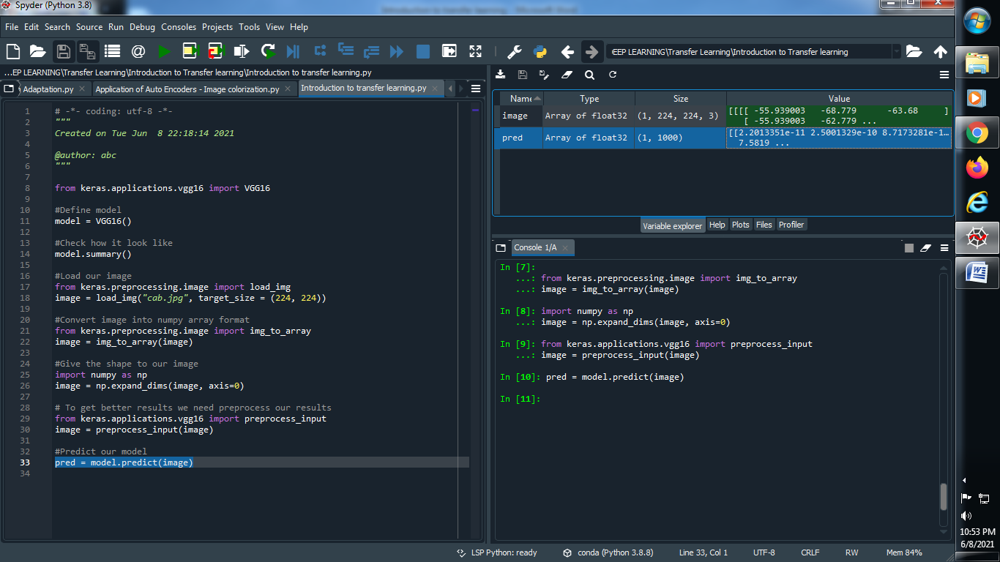 Spyder (Python 3.8)
File Edit Search Source Run Debug Consoles Projects Tools View Help
EEP LEARNING\Transfer Learning\Introduction to Transfer learning
...EP LEARNING\Transfer Learning\Introduction to Transfer learning\Introduction to transfer learning.py
Adaptation.py
Application of Auto Encoders - Image colorization.py
Introduction to transfer learning.py
1 # -*- coding: utf-8 -*-
2 """
3 Created on Tue Jun  8 22:18:14 2021
4
5 @author: abc
6 """
7
8 from keras.applications.vgg16 import VGG16
9
10 #Define model
11 model = VGG16()
12
13 #Check how it look like
14 model.summary()
15
16 #Load our image
17 from keras.preprocessing.image import load_img
18 image = load_img("cab.jpg", target_size = (224, 224))
19
20 #Convert image into numpy array format
21 from keras.preprocessing.image import img_to_array
22 image = img_to_array(image)
23
24 #Give the shape to our image
25 import numpy as np
26 image = np.expand_dims(image, axis=0)
27
28 # To get better results we need preprocess our results
29 from keras.applications.vgg16 import preprocess_input
30 image = preprocess_input(image)
31
32 #Predict our model
33 pred = model.predict(image)
34
Name Type Size Value
image Array of float32 (1, 224, 224, 3) [[[[ -55.939003 -68.779 -63.68 ]
[ -55.939003 -62.779 ...
pred Array of float32 (1, 1000) [[2.2013351e-11 2.5001329e-10 8.7173281e-1...
7.5819 ...
Variable explorer Help Plots Files Profiler
Console 1/A
In [7]:
...: from keras.preprocessing.image import img_to_array
...: image = img_to_array(image)
In [8]: import numpy as np
...: image = np.expand_dims(image, axis=0)
In [9]: from keras.applications.vgg16 import preprocess_input
...: image = preprocess_input(image)
In [10]: pred = model.predict(image)
In [11]:
LSP Python: ready conda (Python 3.8.8) Line 33, Col 1 UTF-8 CRLF RW Mem 84%
10:53 PM
6/8/2021